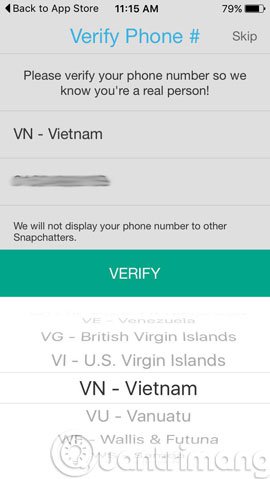 Back to App Store 11:15 AM 79%
Verify Phone # Skip
Please verify your phone number so we
know you're a real person!
VN - Vietnam
We will not display your phone number to other
Snapchatters.
VERIFY
VE - Venezuela
VG - British Virgin Islands
VI - U.S. Virgin Islands
VN - Vietnam
VU - Vanuatu
WF - Wallis & Futuna
Quantrimang